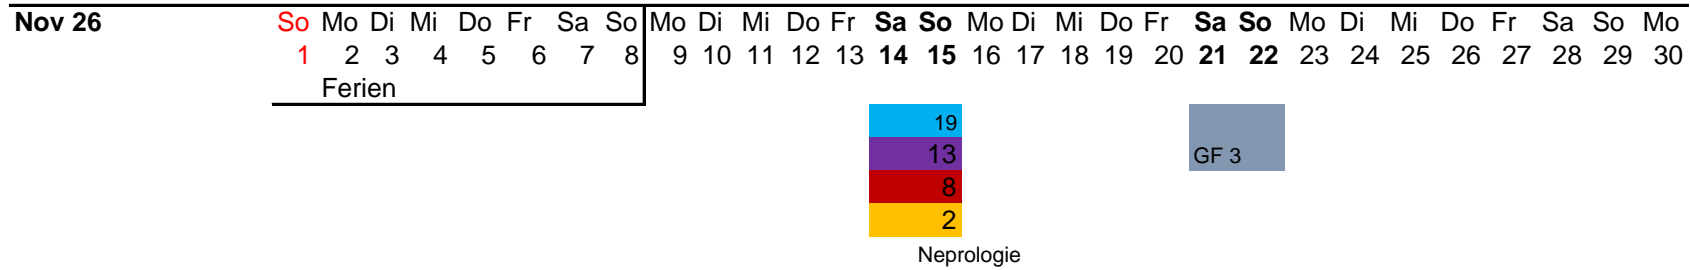 Nov 26 So Mo Di Mi Do Fr Sa So Mo Di Mi Do Fr Sa So Mo Di Mi Do Fr Sa So Mo Di Mi Do Fr Sa So Mo
1 2 3 4 5 6 7 8 9 10 11 12 13 14 15 16 17 18 19 20 21 22 23 24 25 26 27 28 29 30
Ferien
19
13 GF 3
8
2
Neprologie